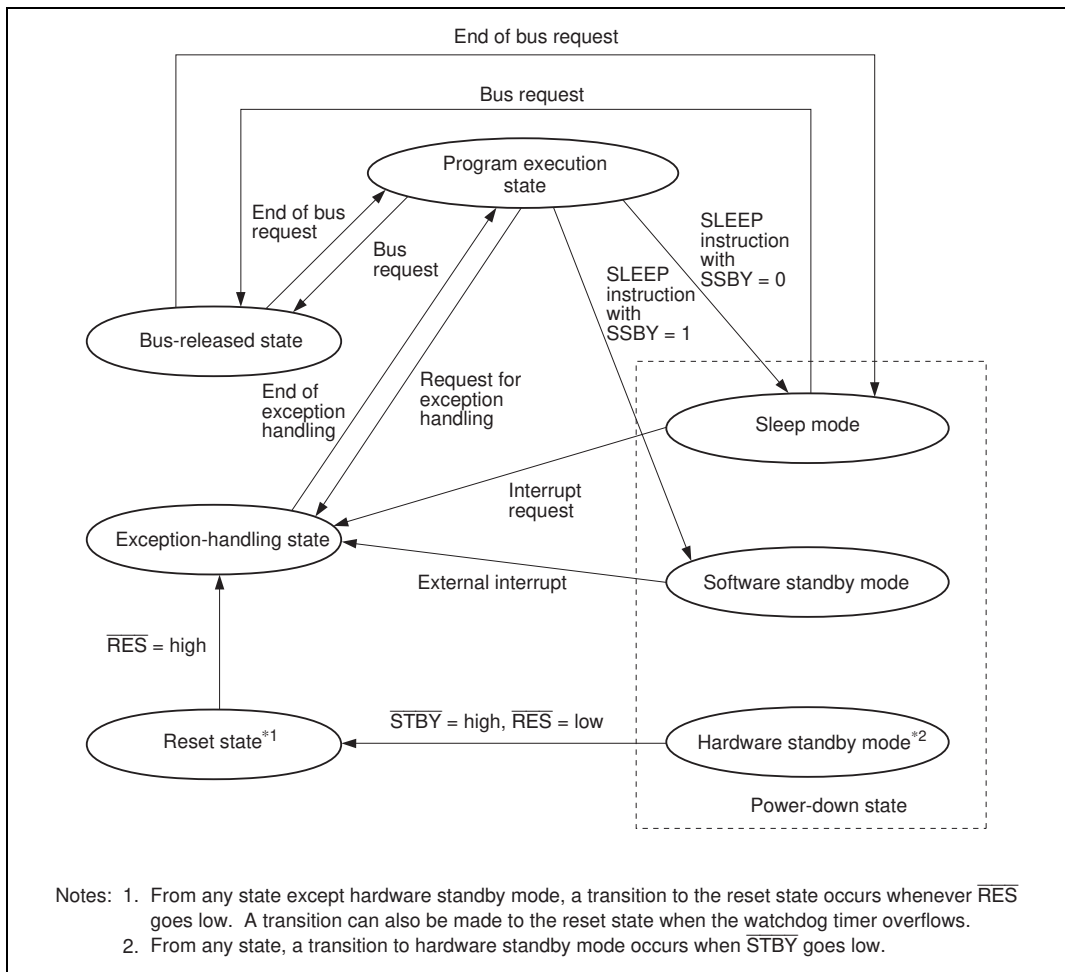 End of bus request
Bus request
Program execution
state
End of bus
request
Bus
request
SLEEP
instruction
with
SSBY = 0
SLEEP
instruction
with
SSBY = 1
Bus-released state
End of
exception
handling
Request for
exception
handling
Sleep mode
Interrupt
request
Exception-handling state
External interrupt
Software standby mode
R̅E̅S̅ = high
S̅T̅B̅Y̅ = high, R̅E̅S̅ = low
Reset state*1
Hardware standby mode*2
Power-down state
Notes: 1. From any state except hardware standby mode, a transition to the reset state occurs whenever R̅E̅S̅
goes low. A transition can also be made to the reset state when the watchdog timer overflows.
2. From any state, a transition to hardware standby mode occurs when S̅T̅B̅Y̅ goes low.